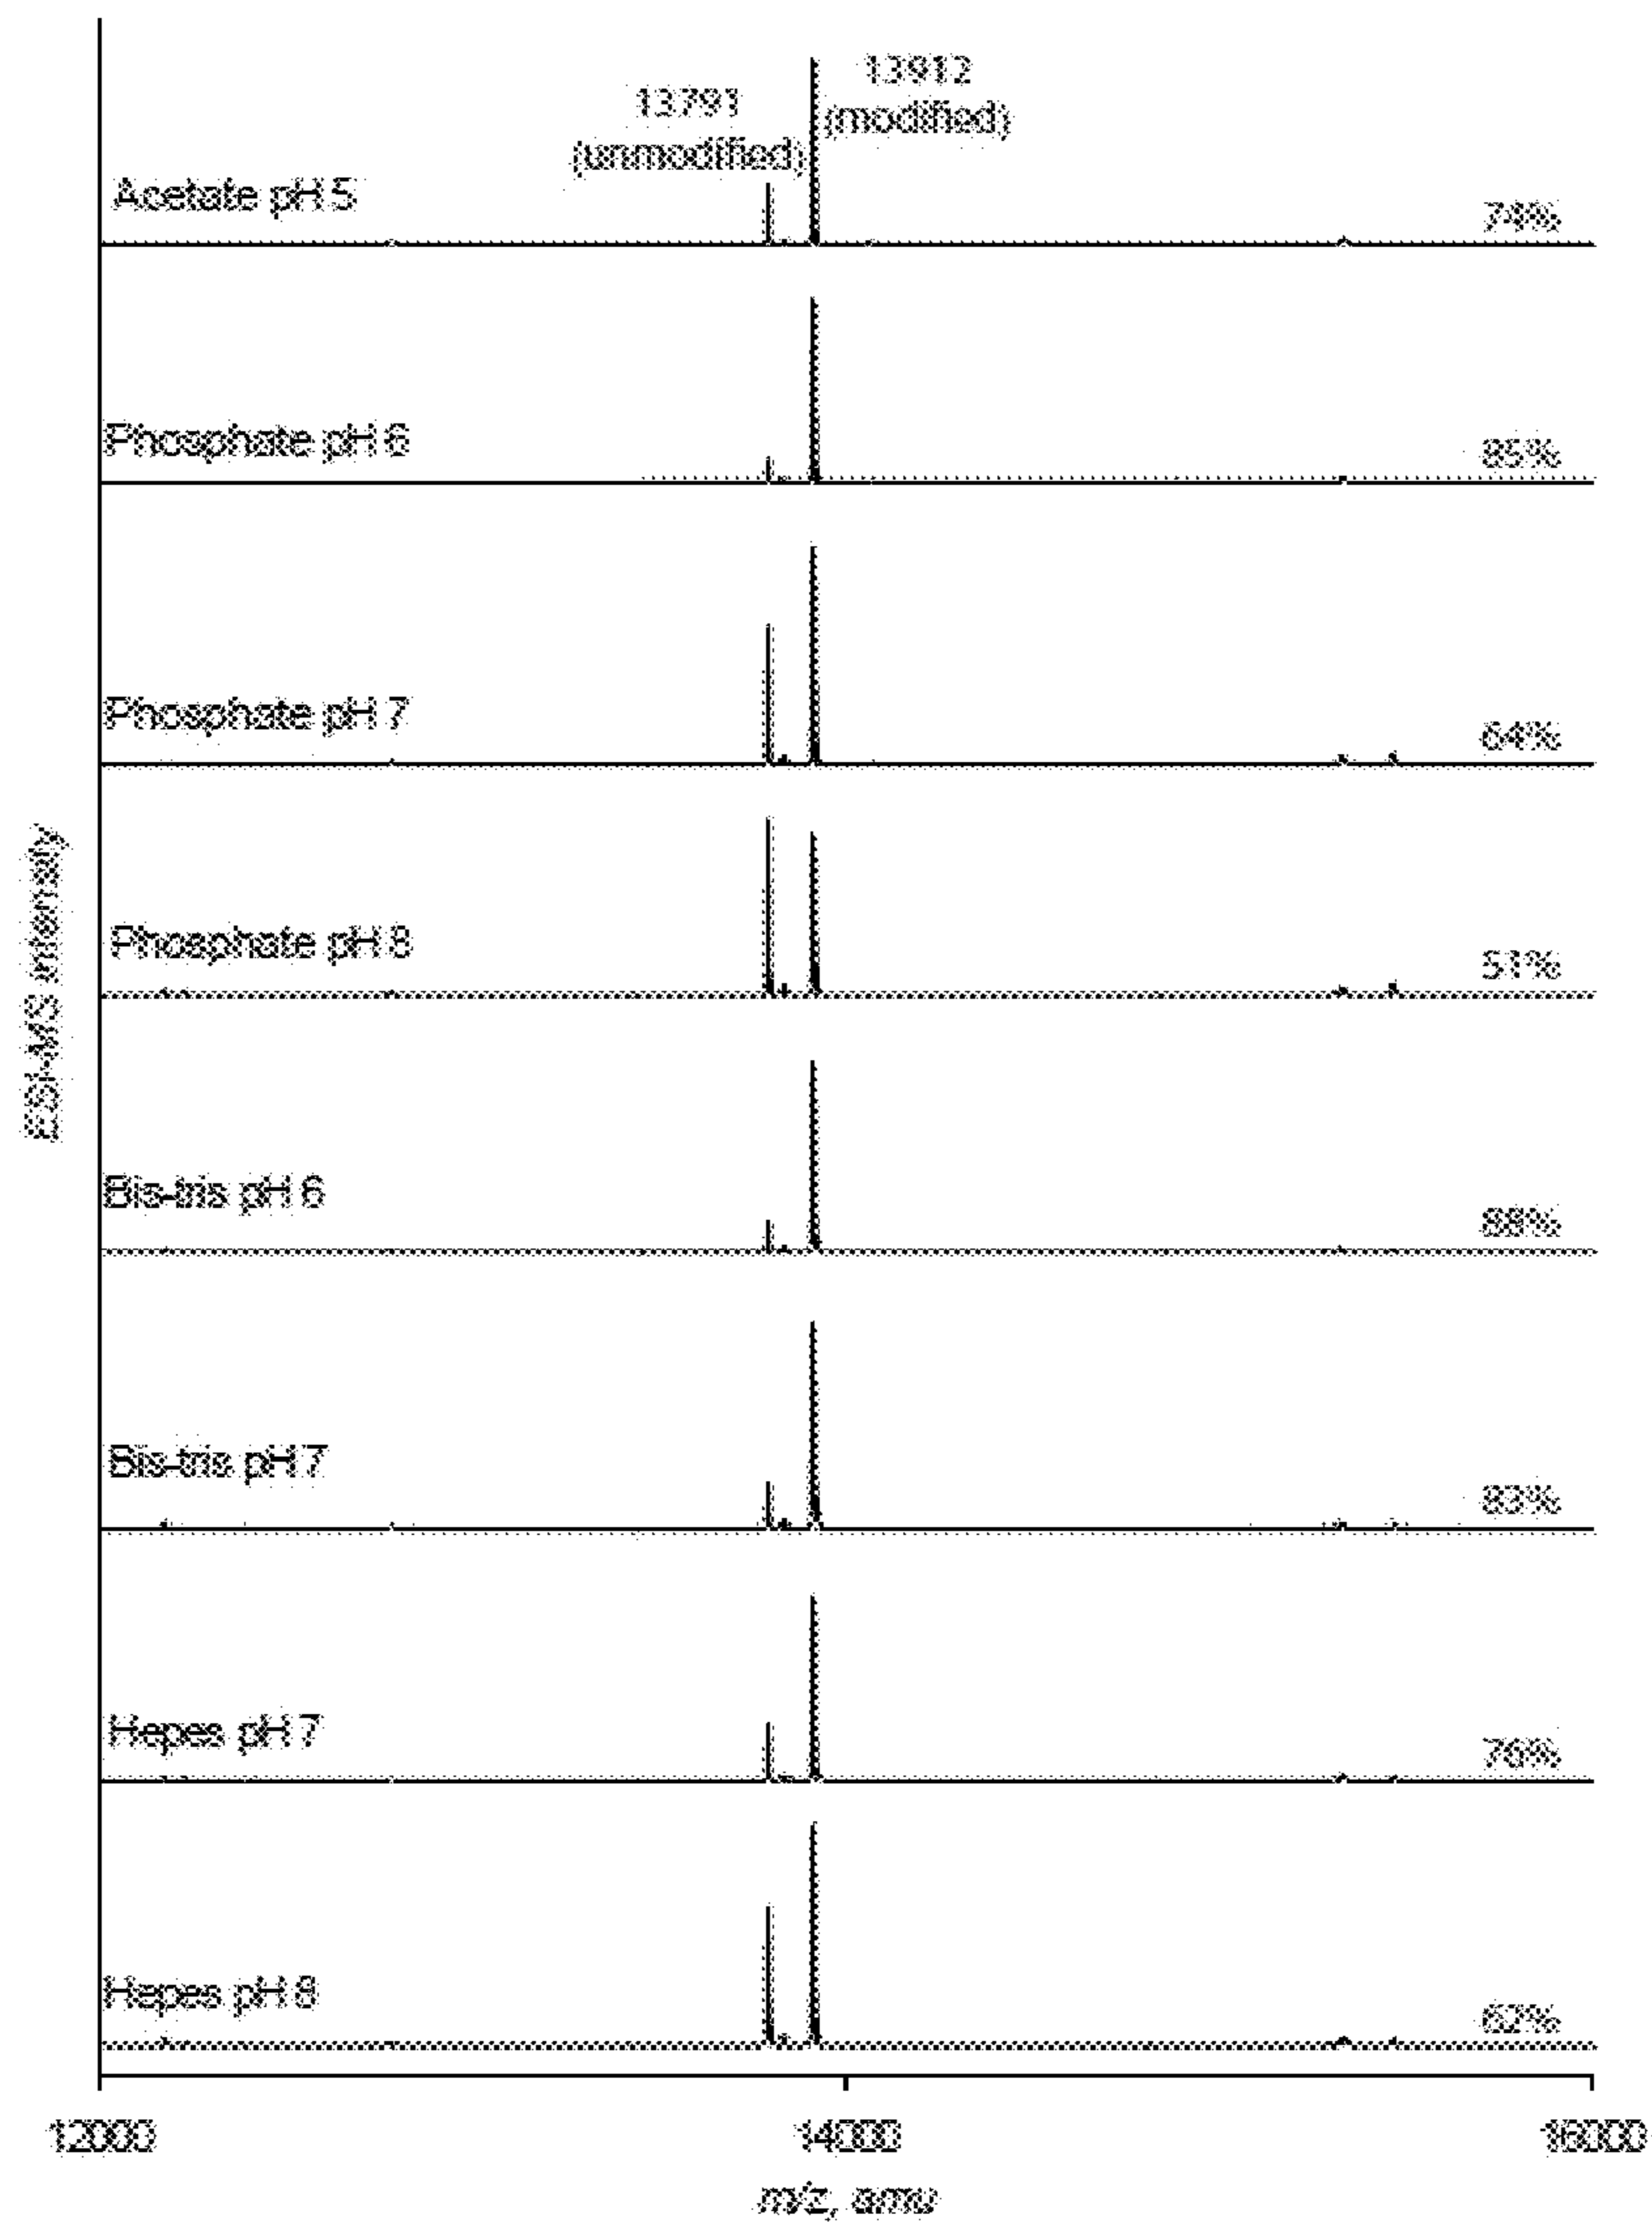 13912
(modified)
13791
(unmodified)
Acetate pH 5
74%
Phosphate pH 6
85%
Phosphate pH 7
64%
Phosphate pH 8
51%
ESI-MS intensity
Bis-tris pH 6
88%
Bis-tris pH 7
83%
Hepes pH 7
76%
Hepes pH 8
62%
12000 14000 16000
m/z, amu